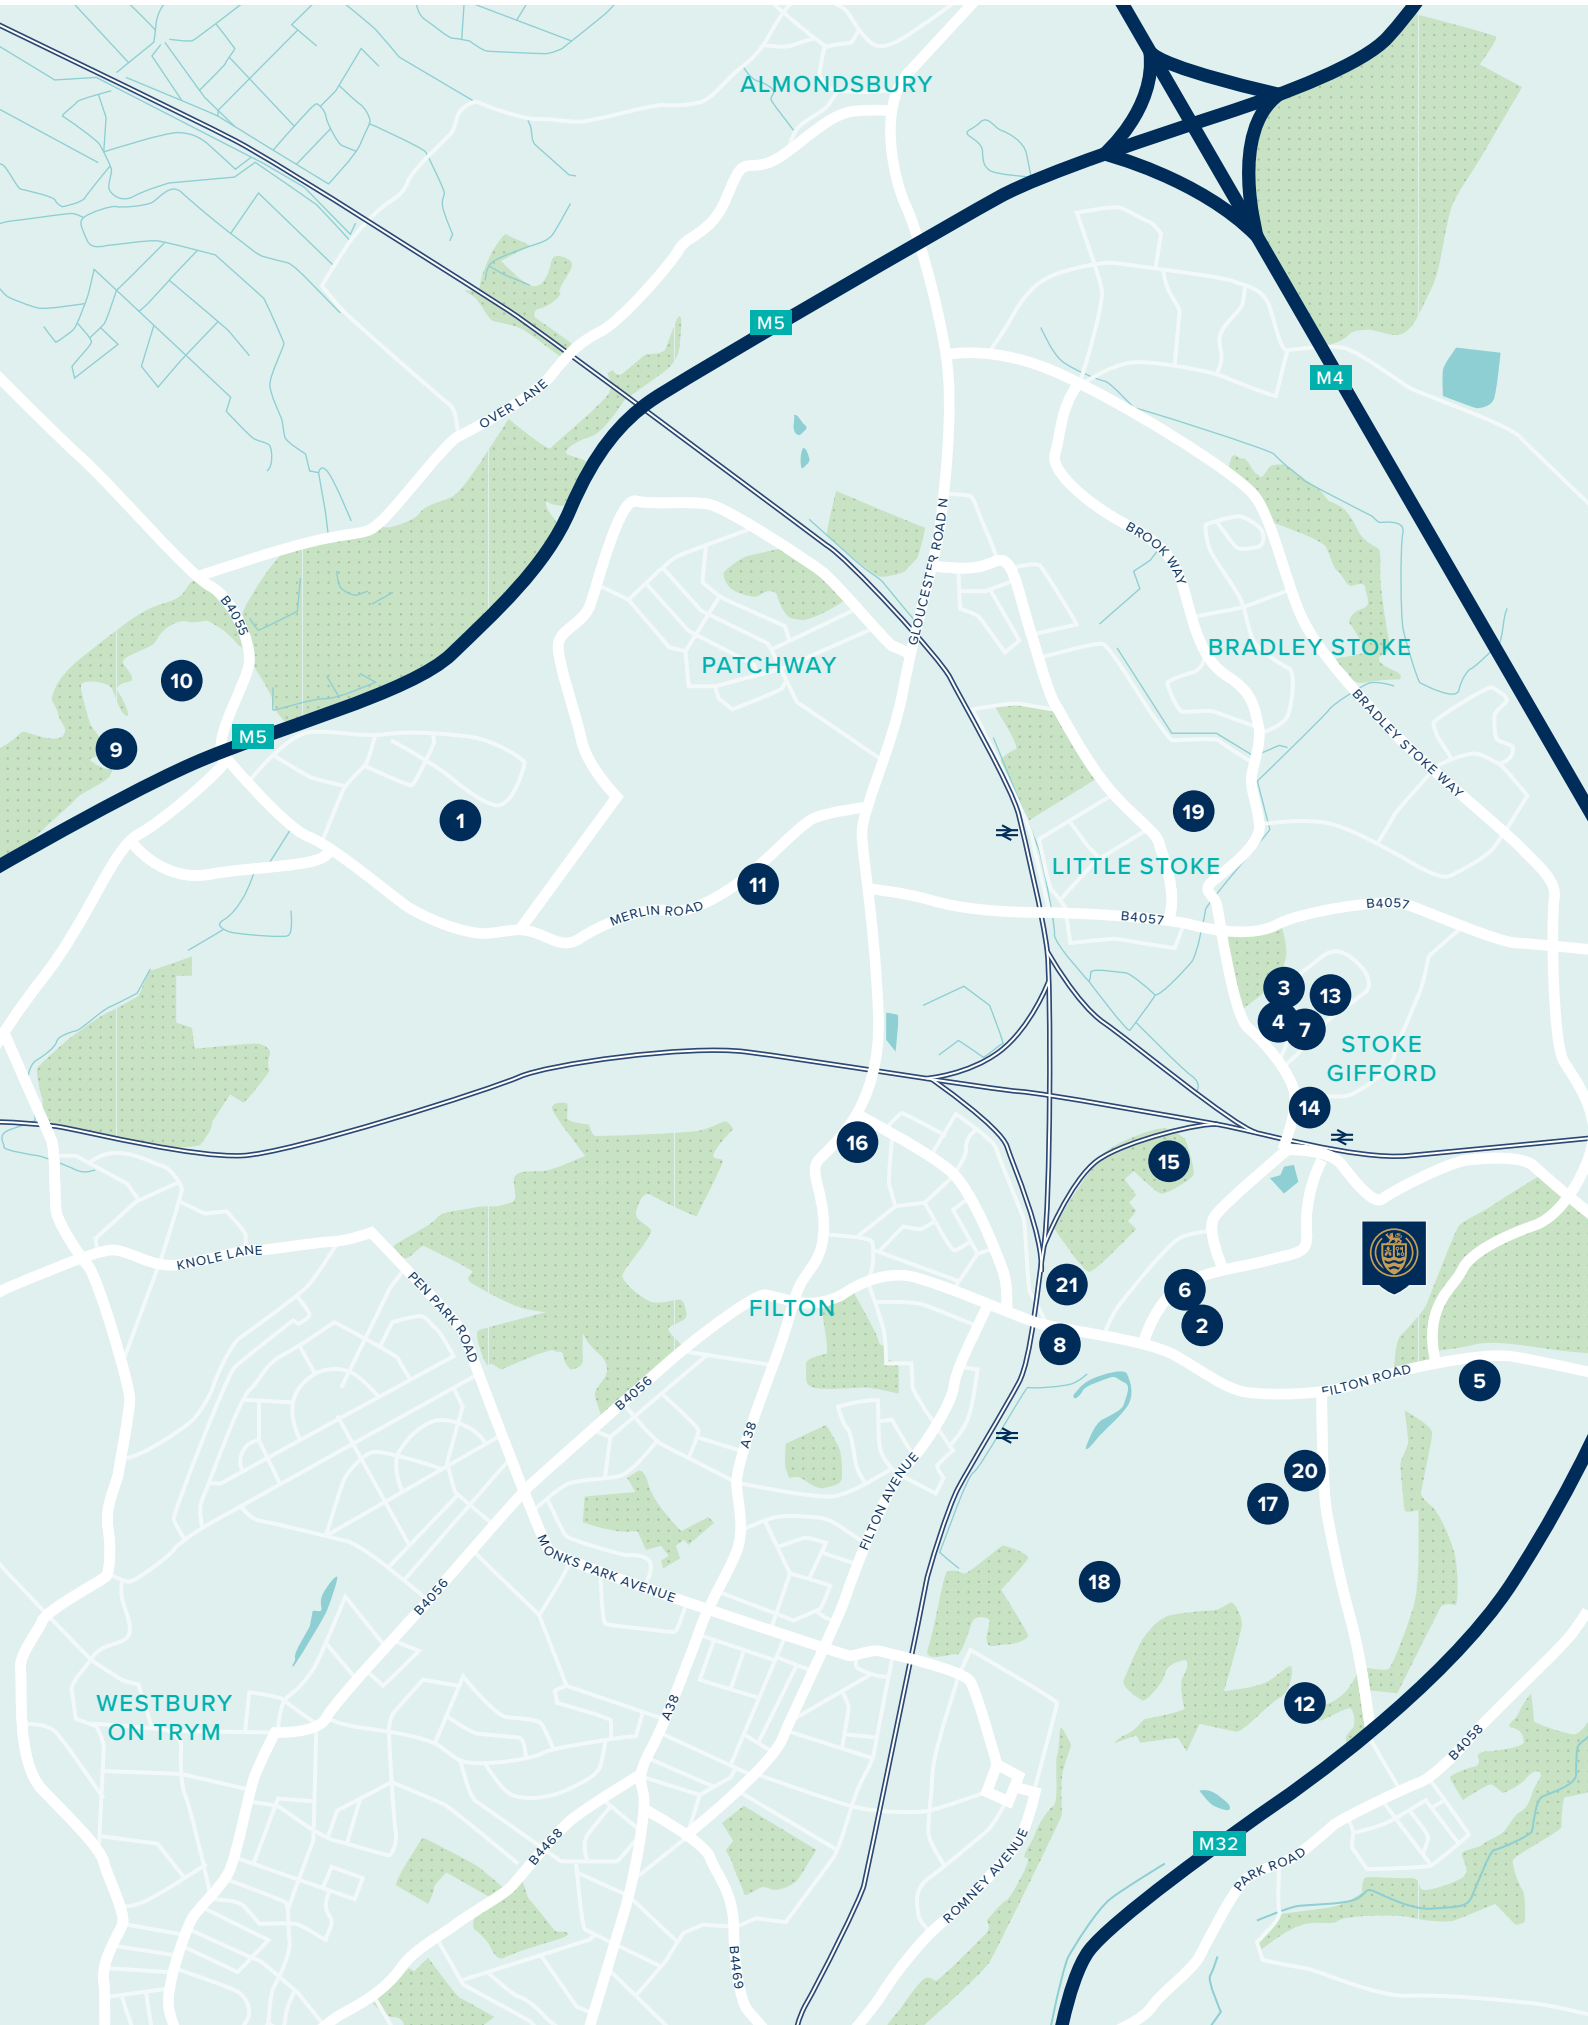 ALMONDSBURY
M5
M4
OVER LANE
GLOUCESTER ROAD N
BROOK WAY
B4055
PATCHWAY
BRADLEY STOKE
10
BRADLEY STOKE WAY
M5
9
1
19
LITTLE STOKE
11
MERLIN ROAD
B4057
B4057
3
13
4
7
STOKE
GIFFORD
14
16
15
KNOLE LANE
PEN PARK ROAD
21
6
FILTON
2
8
FILTON ROAD
5
B4056
A38
FILTON AVENUE
20
17
MONKS PARK AVENUE
18
B4056
WESTBURY
ON TRYM
A38
12
B4058
M32
B4468
PARK ROAD
ROMNEY AVENUE
B4469